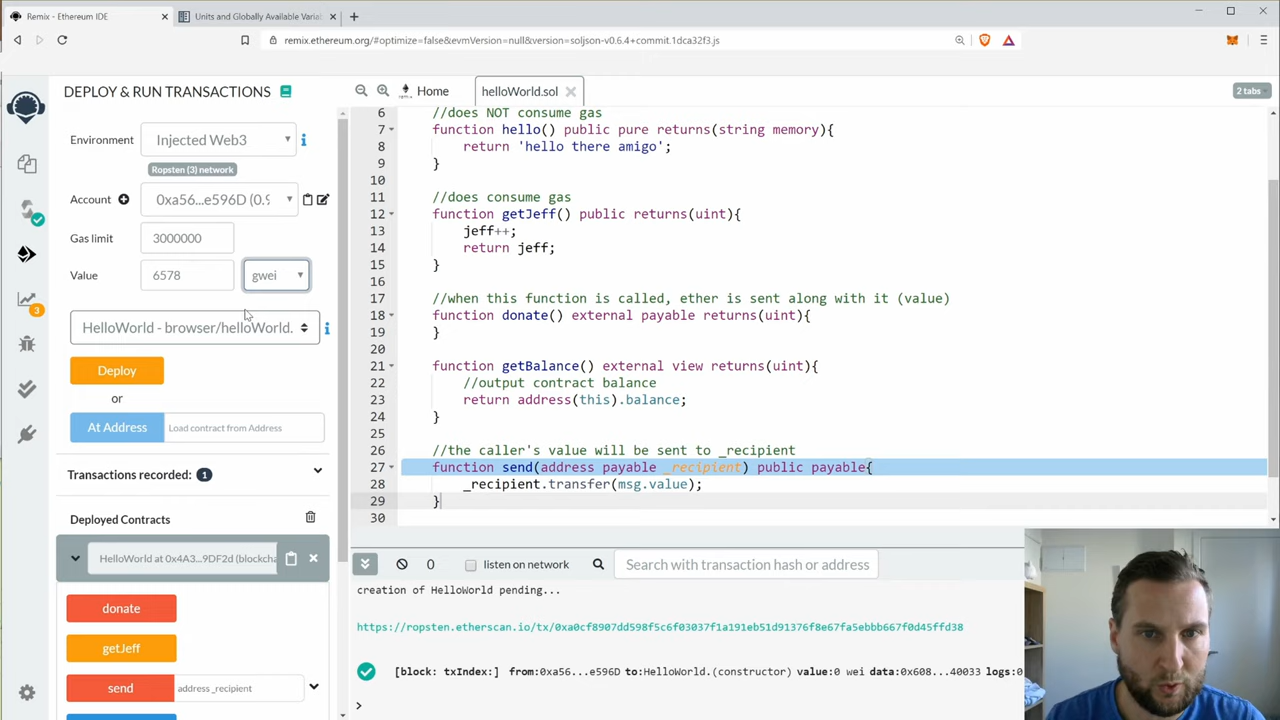 Remix - Ethereum IDE
Units and Globally Available Varia
remix.ethereum.org/#optimize=false&evmVersion=null&version=soljson-v0.6.4+commit.1dca32f3.js
DEPLOY & RUN TRANSACTIONS
Home
helloWorld.sol
2 tabs
Environment
Injected Web3
Ropsten (3) network
Account
0xa56...e596D (0.9
Gas limit
3000000
Value
6578
gwei
HelloWorld - browser/helloWorld.
Deploy
or
At Address
Load contract from Address
Transactions recorded:
1
Deployed Contracts
HelloWorld at 0x4A3...9DF2d (blockcha
donate
getJeff
send
address _recipient
3
6 //does NOT consume gas
7 function hello() public pure returns(string memory){
8 return 'hello there amigo';
9 }
10
11 //does consume gas
12 function getJeff() public returns(uint){
13 jeff++;
14 return jeff;
15 }
16
17 //when this function is called, ether is sent along with it (value)
18 function donate() external payable returns(uint){
19 }
20
21 function getBalance() external view returns(uint){
22 //output contract balance
23 return address(this).balance;
24 }
25
26 //the caller's value will be sent to _recipient
27 function send(address payable _recipient) public payable{
28 _recipient.transfer(msg.value);
29 }
30
0
listen on network
Search with transaction hash or address
creation of HelloWorld pending...
https://ropsten.etherscan.io/tx/0xa0cf8907dd598f5c6f03037f1a191eb51d91376f8e67fa5ebbb667f0d45ffd38
[block: txIndex:] from:0xa56...e596D to:HelloWorld.(constructor) value:0 wei data:0x608...40033 logs:0
>